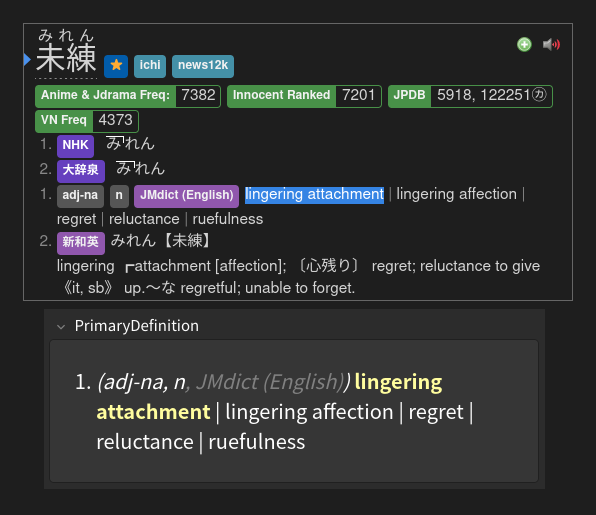 みれん
未練 ★ ichi news12k
Anime & Jdrama Freq: 7382 Innocent Ranked 7201 JPDB 5918, 122251㋕
VN Freq 4373
1. NHK みれん
2. 大辞泉 みれん
1. adj-na n JMdict (English) lingering attachment | lingering affection |
regret | reluctance | ruefulness
2. 新和英 みれん【未練】
lingering ┏attachment [affection]; 〔心残り〕 regret; reluctance to give
《it, sb》 up.〜な regretful; unable to forget.
PrimaryDefinition
1. (adj-na, n, JMdict (English)) lingering
attachment | lingering affection | regret |
reluctance | ruefulness